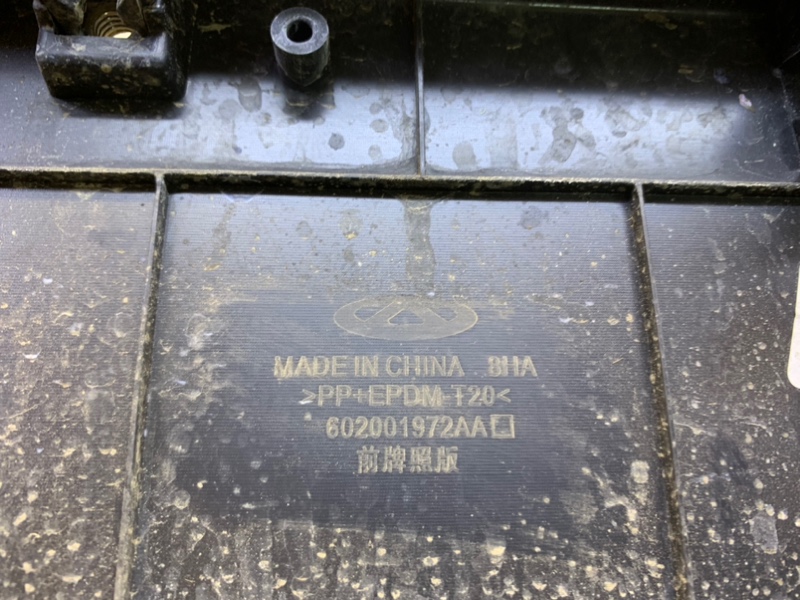 MADE IN CHINA 8HA
>PP+EPDM-T20<
602001972AA
前牌照版